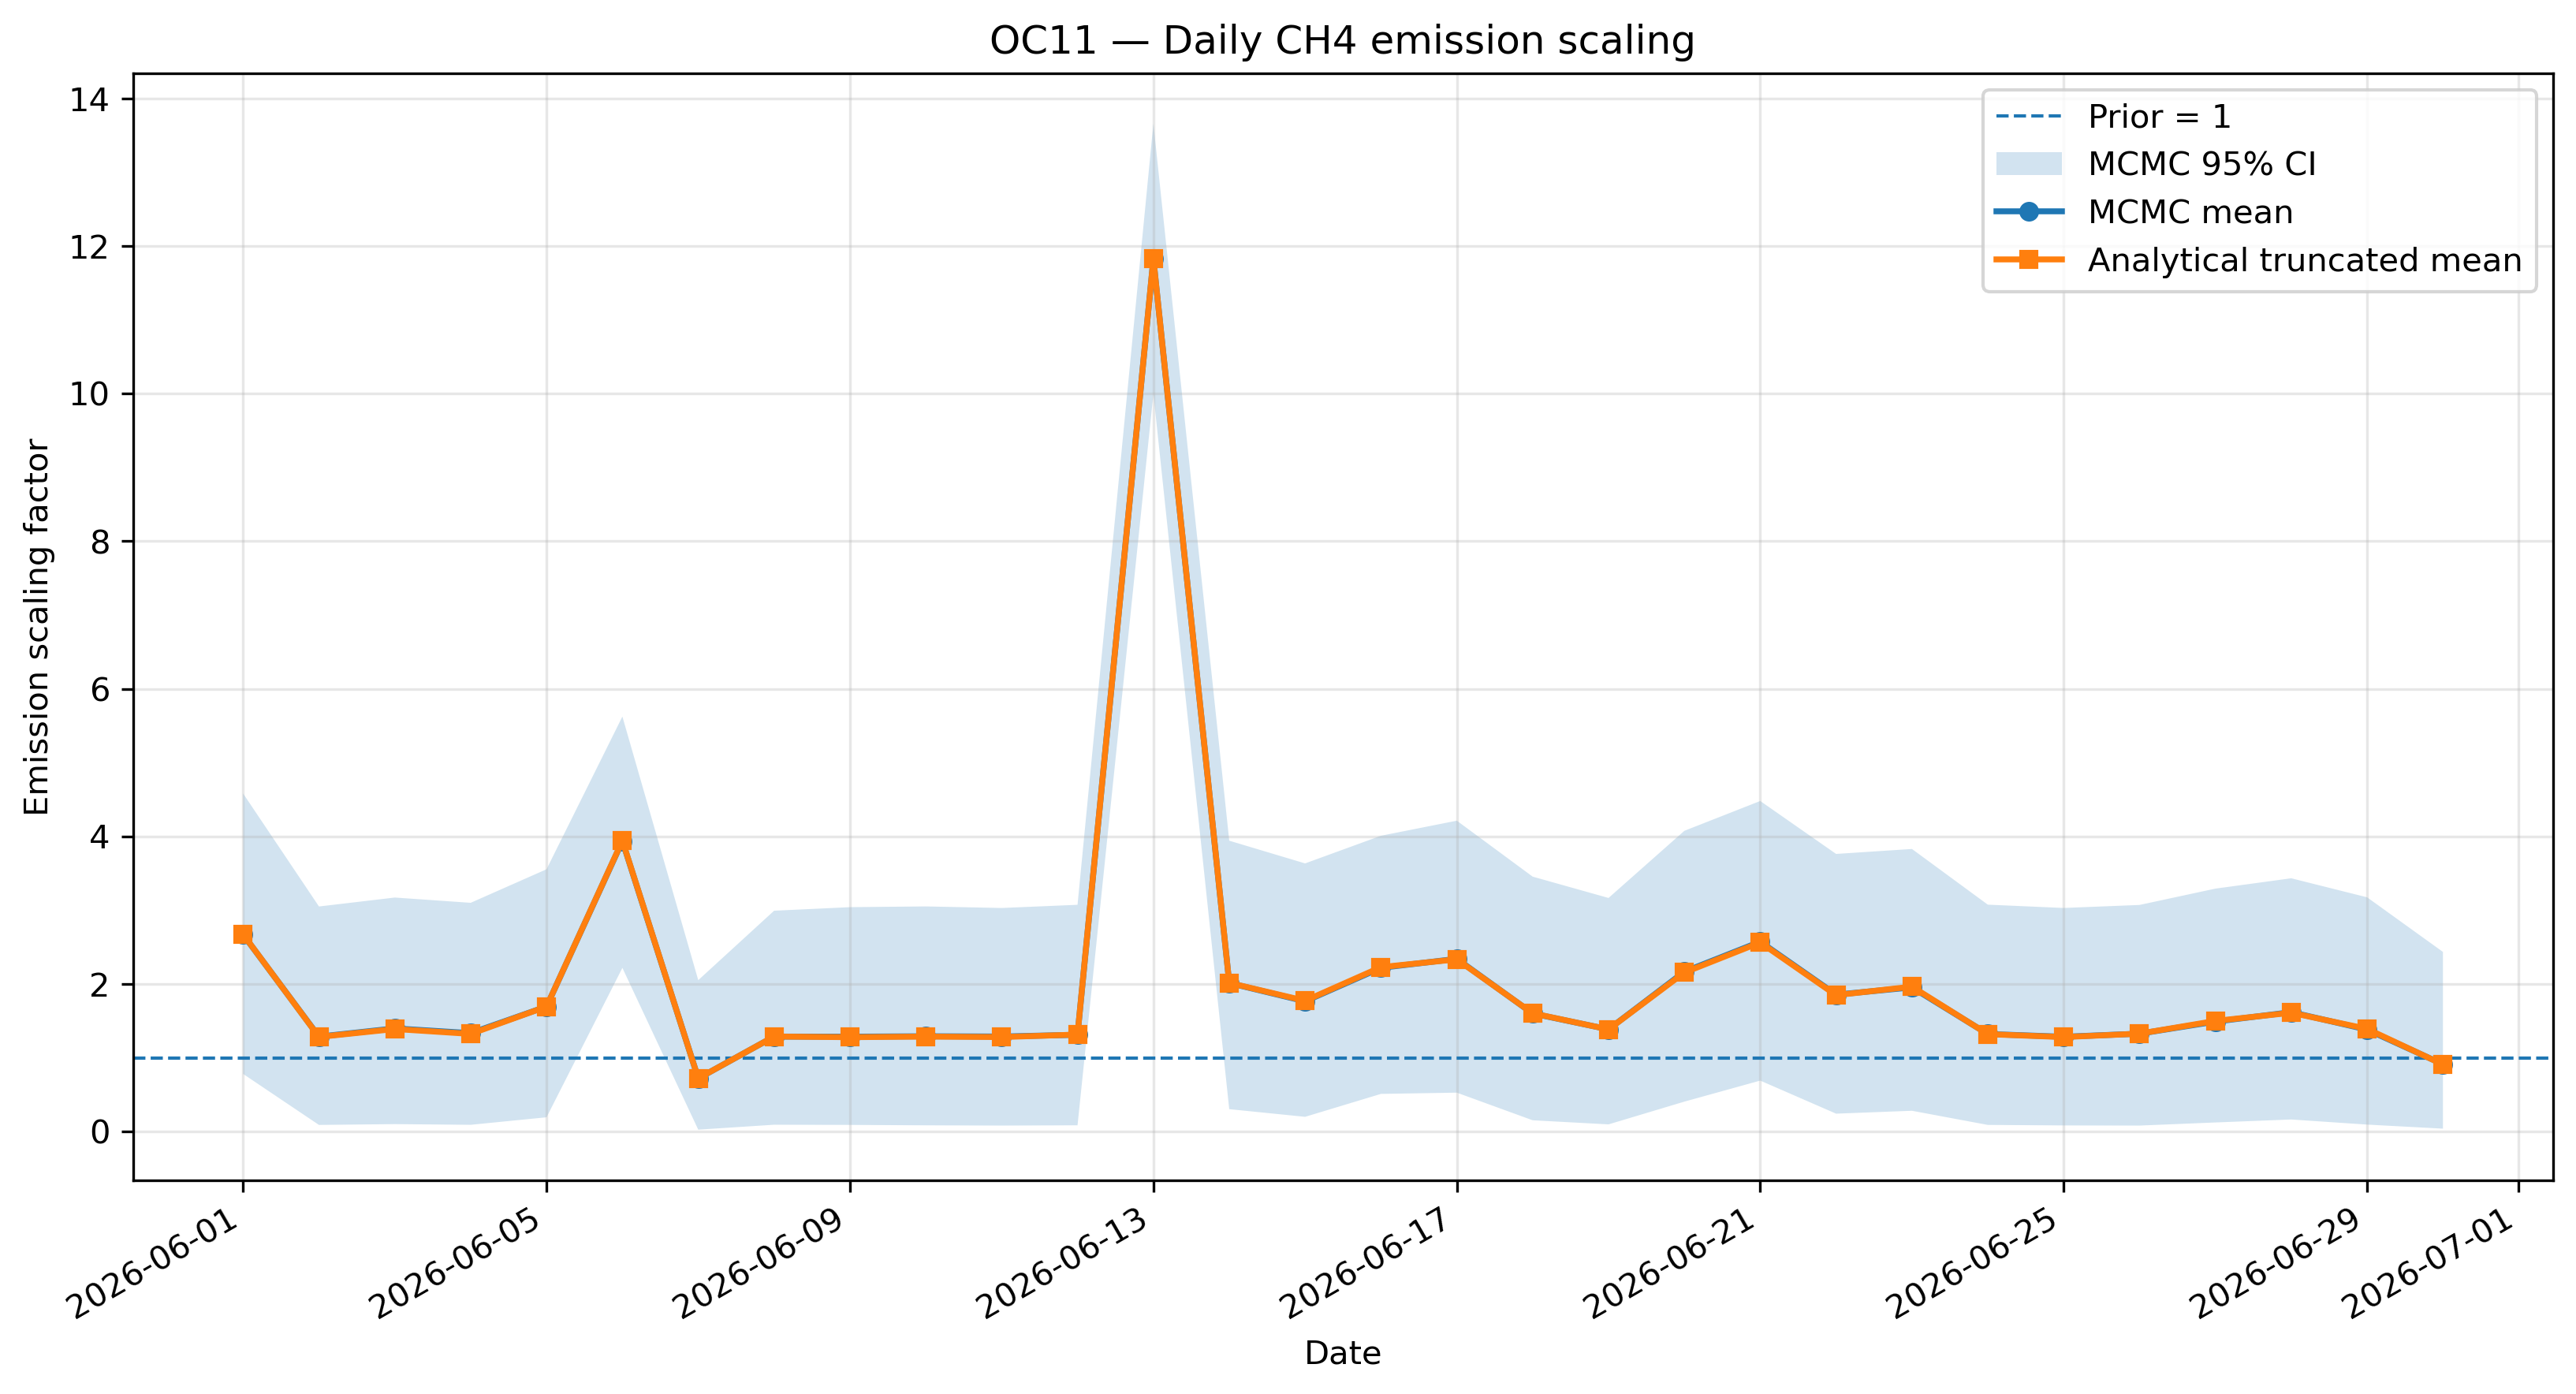 OC11 — Daily CH4 emission scaling
14
12
10
8
6
4
2
0
Emission scaling factor
Prior = 1
MCMC 95% CI
MCMC mean
Analytical truncated mean
2026-06-01
2026-06-05
2026-06-09
2026-06-13
2026-06-17
2026-06-21
2026-06-25
2026-06-29
2026-07-01
Date